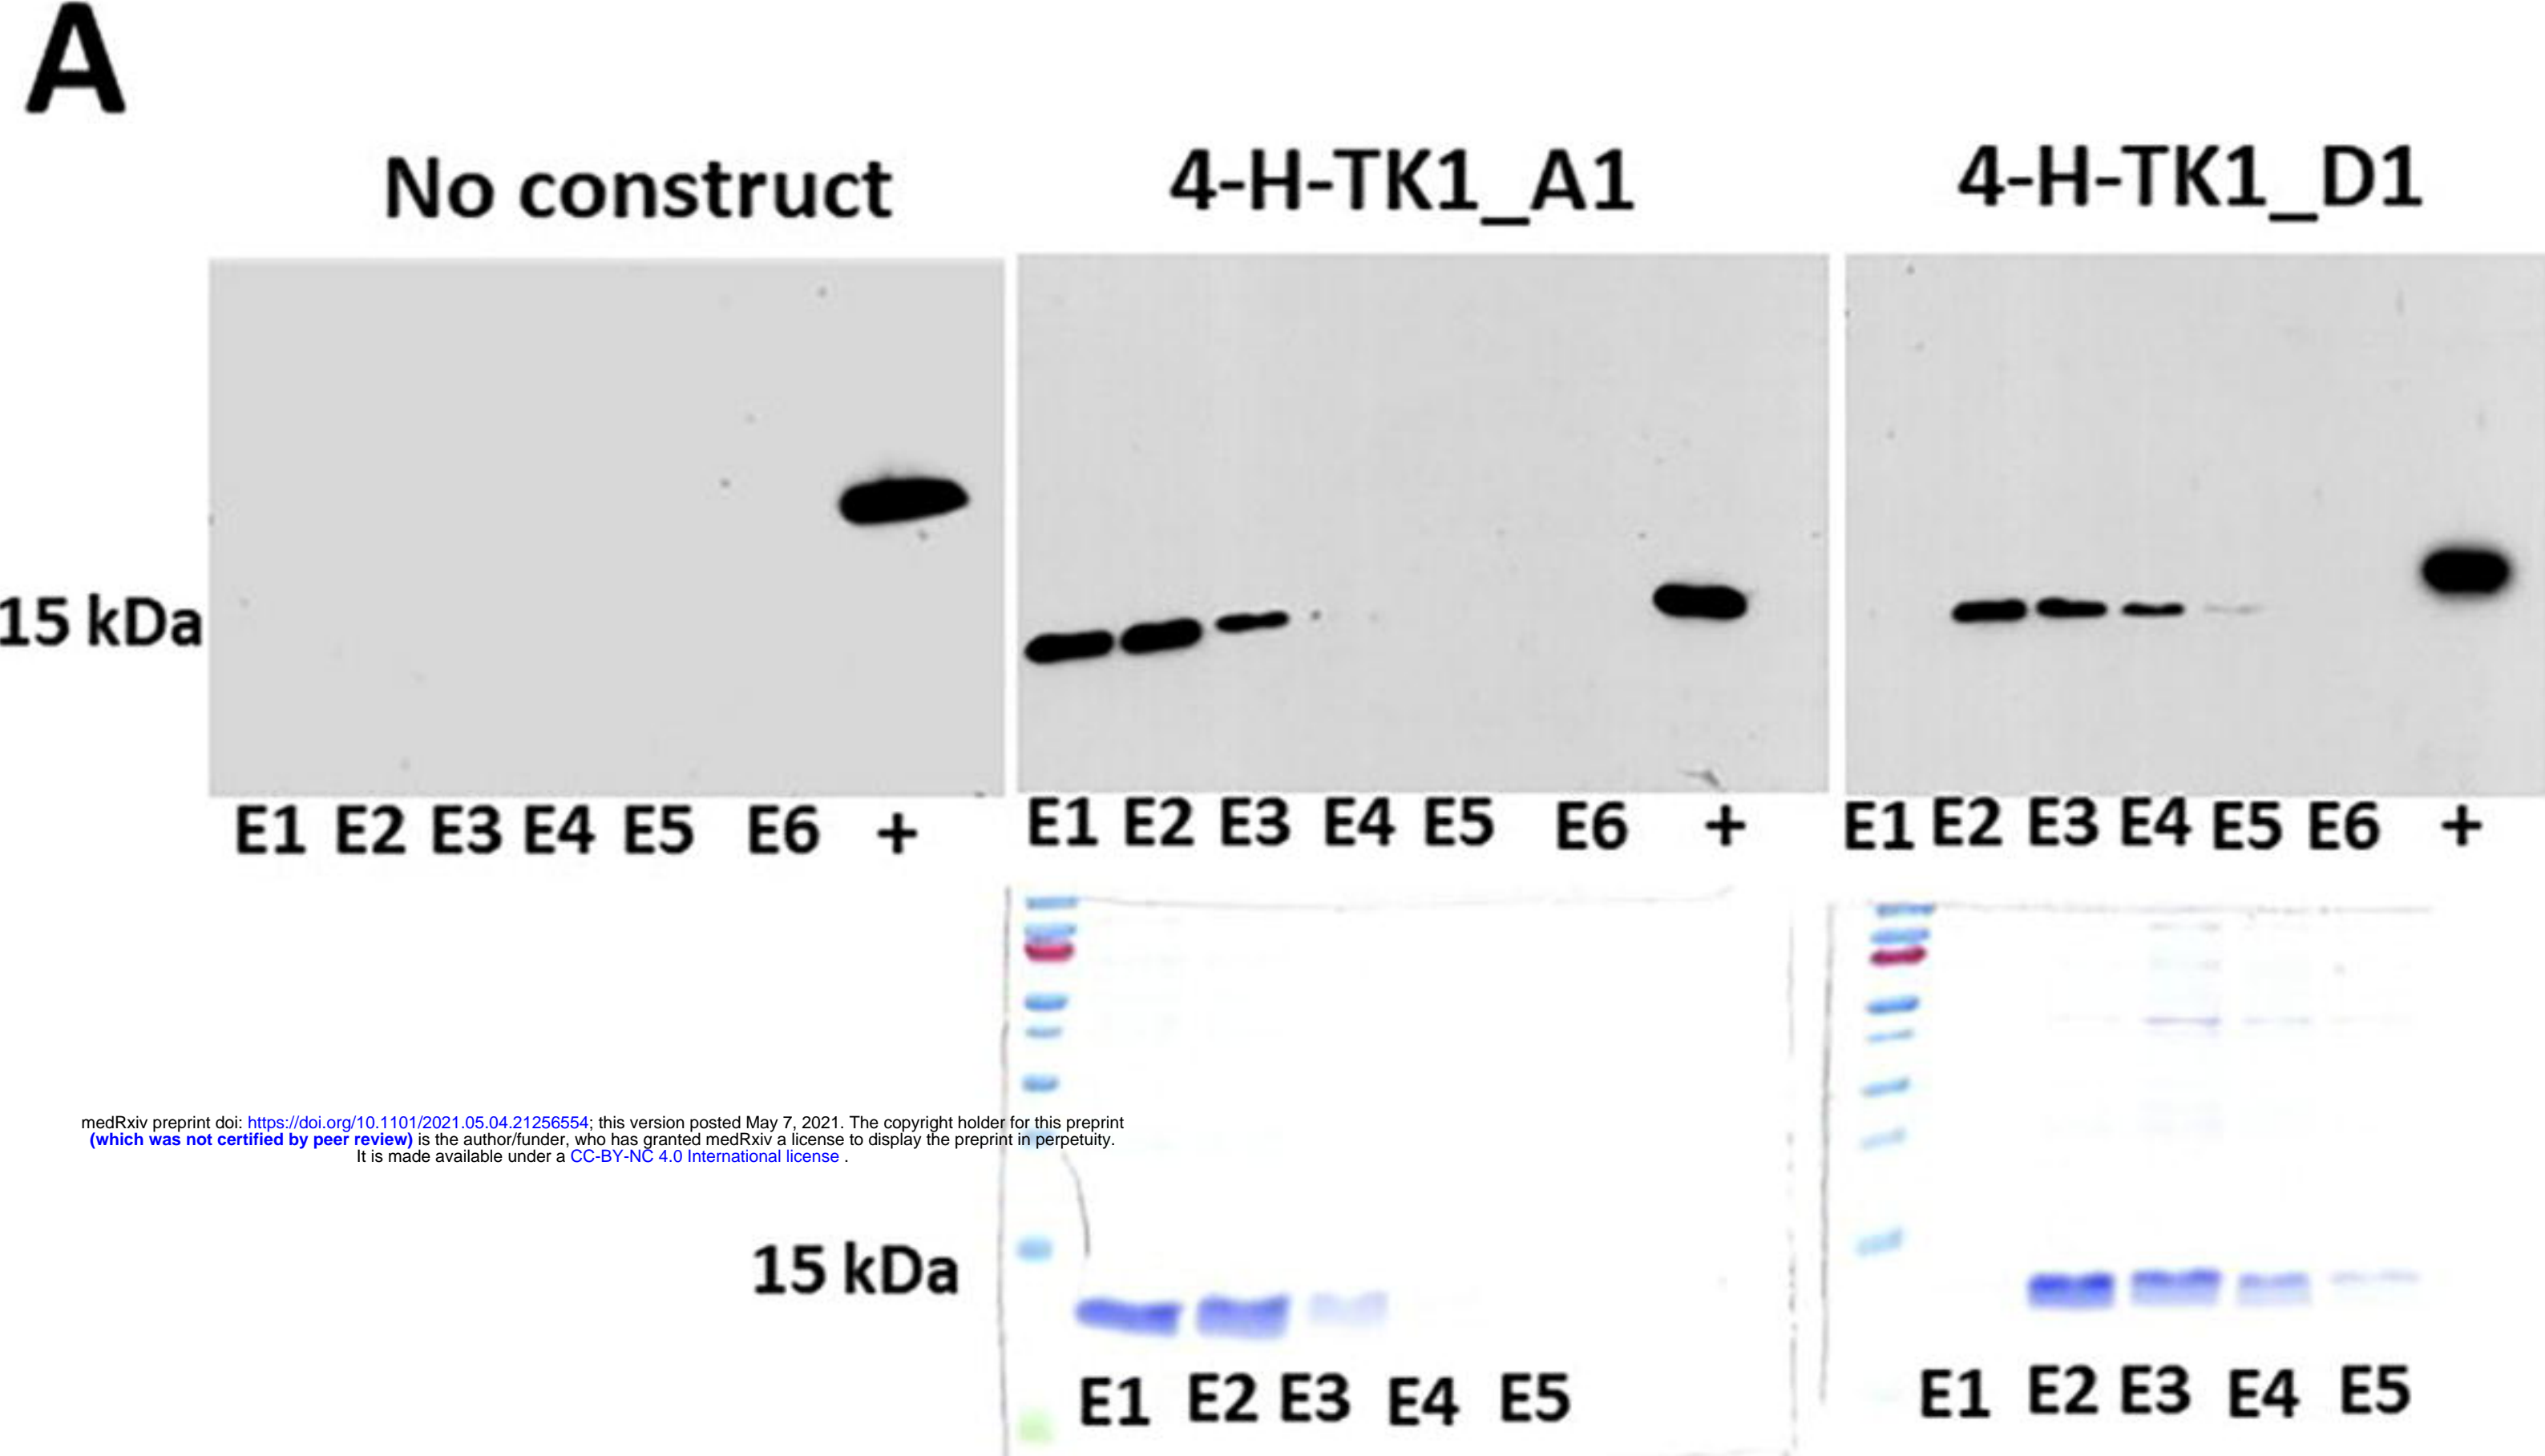 A
No construct
4-H-TK1_A1
4-H-TK1_D1
15 kDa
E1 E2 E3 E4 E5 E6 +
E1 E2 E3 E4 E5 E6 +
E1 E2 E3 E4 E5 E6 +
medRxiv preprint doi: https://doi.org/10.1101/2021.05.04.21256554; this version posted May 7, 2021. The copyright holder for this preprint
(which was not certified by peer review) is the author/funder, who has granted medRxiv a license to display the preprint in perpetuity.
It is made available under a CC-BY-NC 4.0 International license .
15 kDa
E1 E2 E3 E4 E5
E1 E2 E3 E4 E5